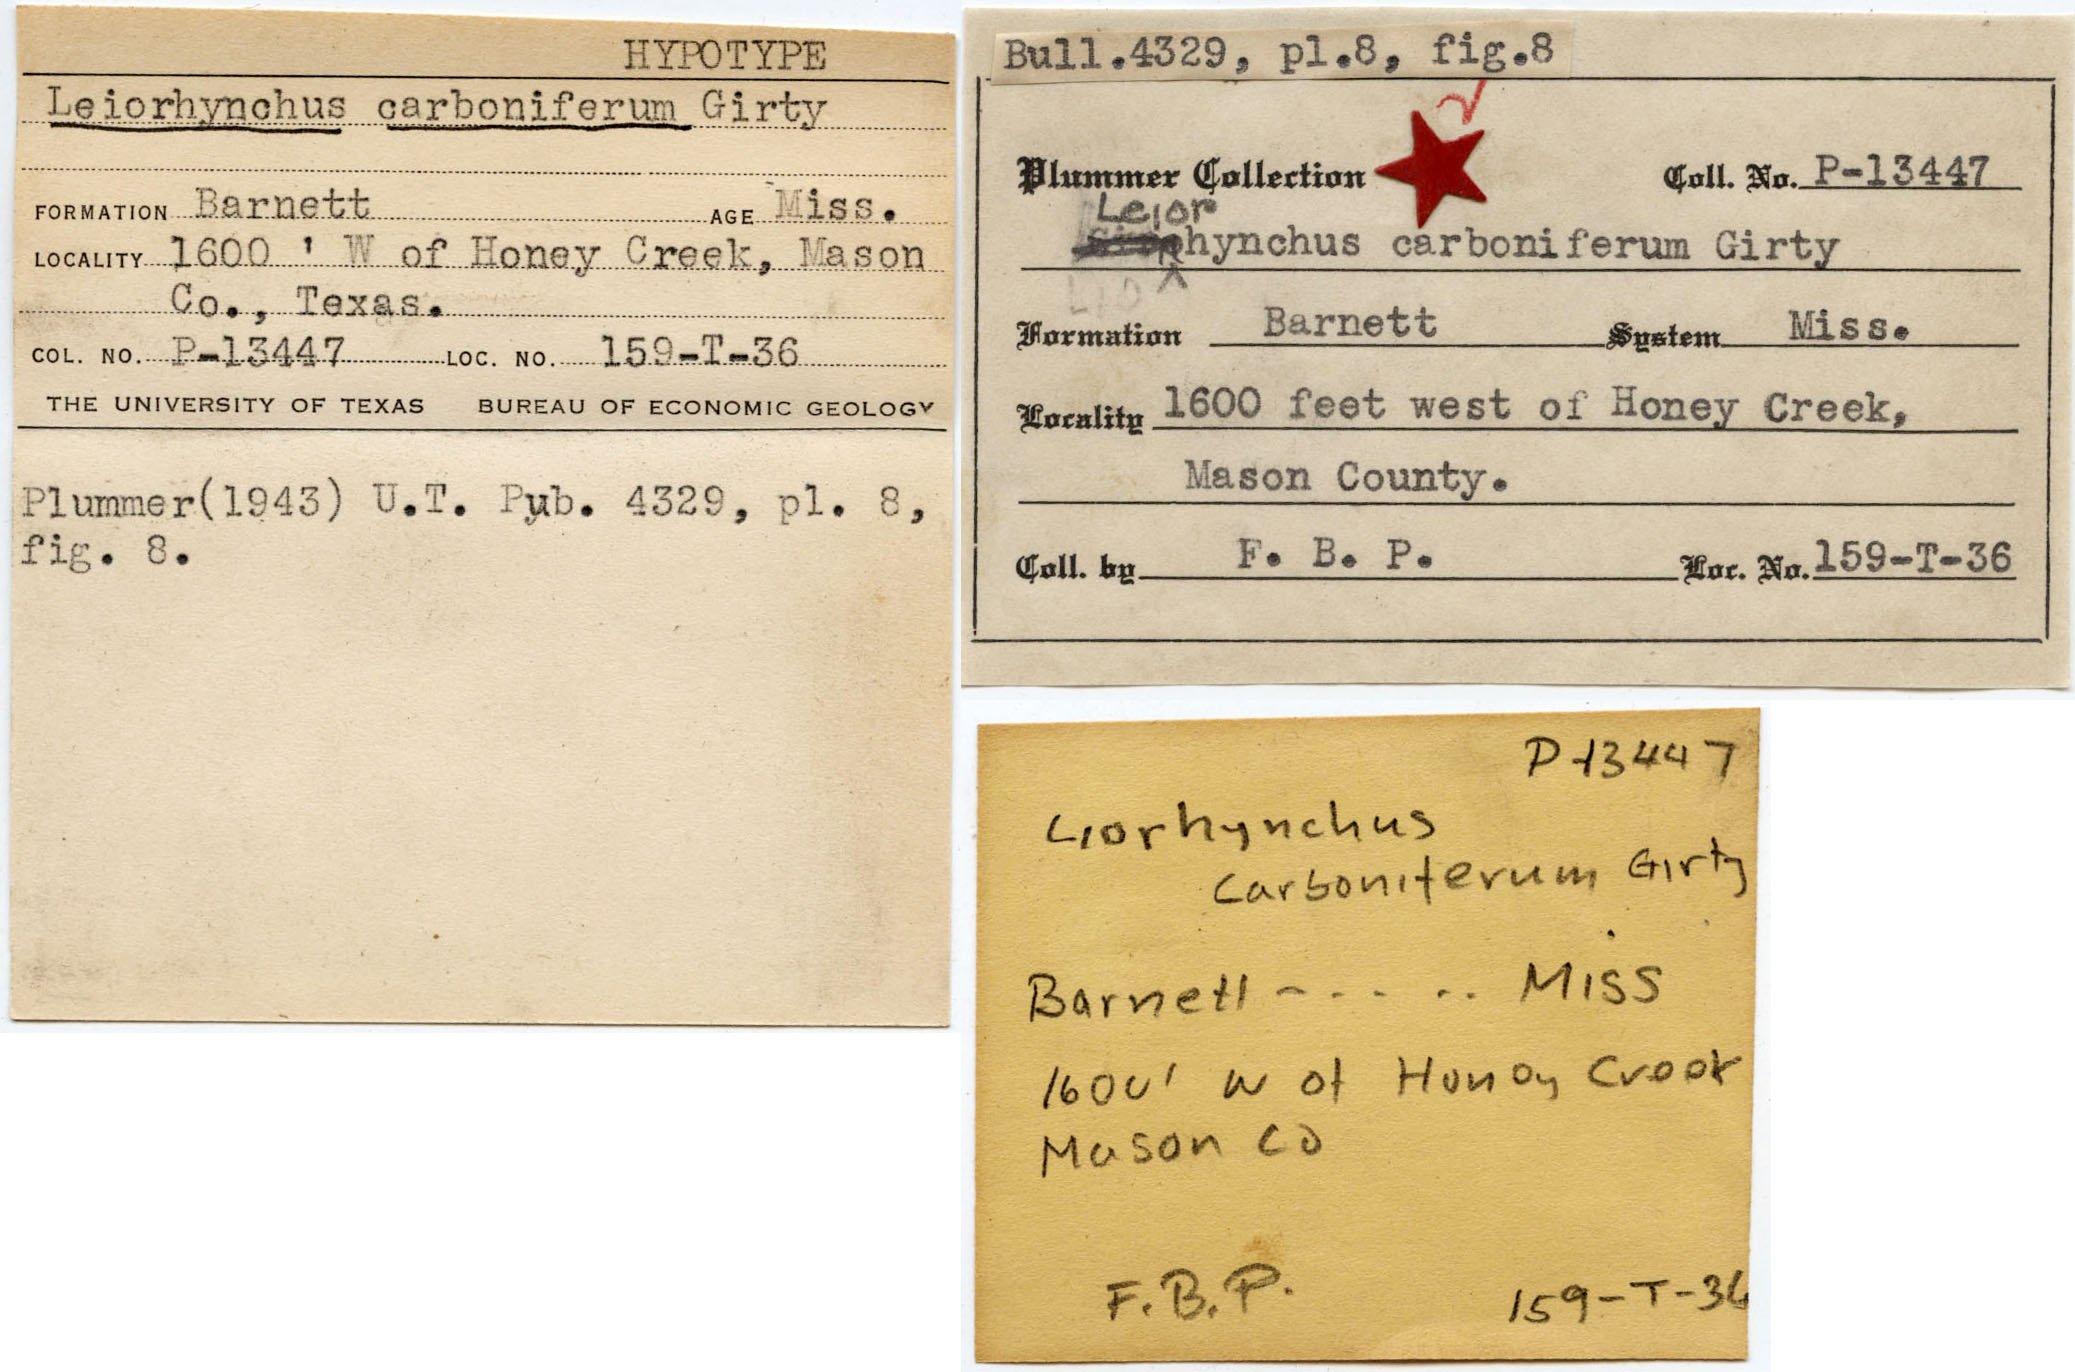 HYPOTYPE
Leiorhynchus carboniferum Girty
FORMATION Barnett AGE Miss.
LOCALITY 1600 ' W of Honey Creek, Mason
Co., Texas.
COL. NO. P-13447 LOC. NO. 159-T-36
THE UNIVERSITY OF TEXAS BUREAU OF ECONOMIC GEOLOGY
Plummer(1943) U.T. Pub. 4329, pl. 8,
fig. 8.
Bull.4329, pl.8, fig.8
Plummer Collection Coll. No. P-13447
Leior
hynchus carboniferum Girty
Lio
Formation Barnett System Miss.
Locality 1600 feet west of Honey Creek,
Mason County.
Coll. by F. B. P. Loc. No. 159-T-36
P-13447
Liorhynchus
Carboniferum Girty
Barnett - - - - - - Miss
1600' W of Honey Creek
Mason Co
F.B.P. 159-T-36